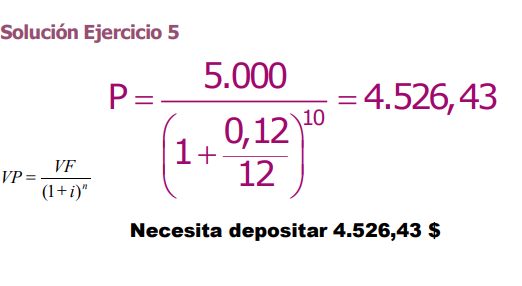 Solución Ejercicio 5
P = 5.000 / (1 + 0,12/12)^10 = 4.526,43
VP = VF / (1+i)^n
Necesita depositar 4.526,43 $